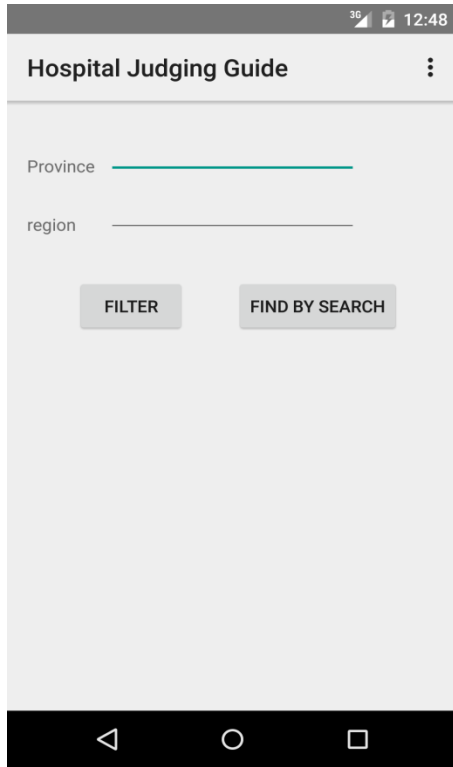 3G 12:48
Hospital Judging Guide
Province
region
FILTER FIND BY SEARCH